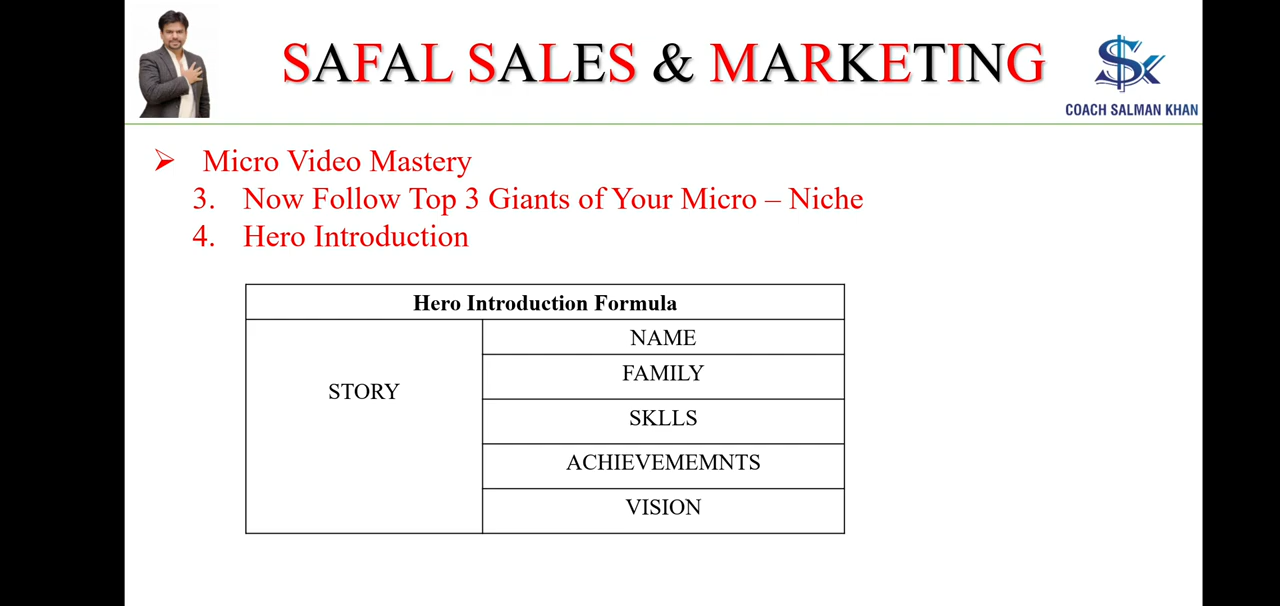 SAFAL SALES & MARKETING
COACH SALMAN KHAN
Micro Video Mastery
3. Now Follow Top 3 Giants of Your Micro – Niche
4. Hero Introduction
Hero Introduction Formula
STORY
NAME
FAMILY
SKLLS
ACHIEVEMEMNTS
VISION